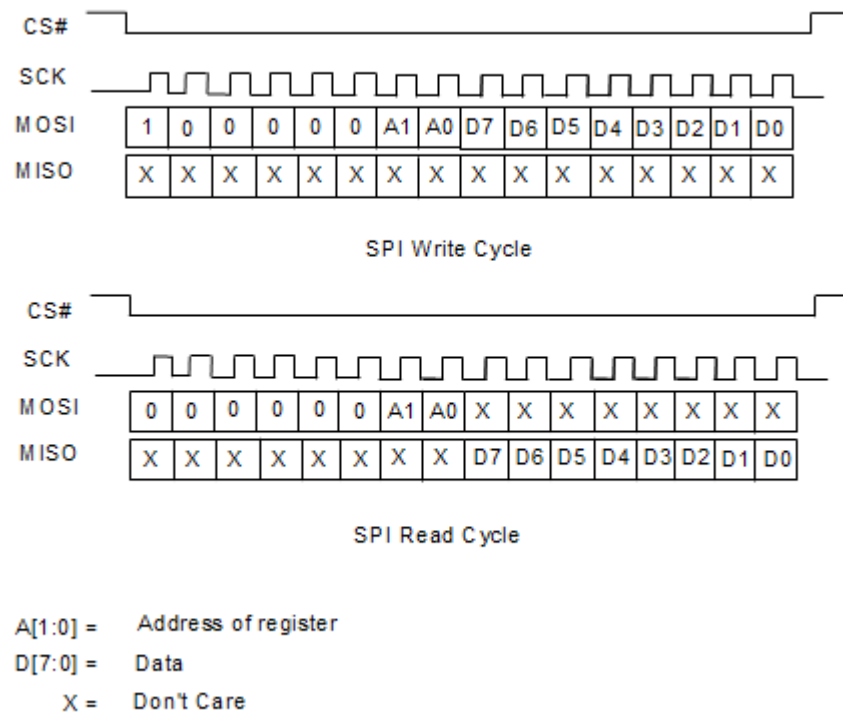 CS#
SCK
MOSI 1 0 0 0 0 0 A1 A0 D7 D6 D5 D4 D3 D2 D1 D0
MISO X X X X X X X X X X X X X X X X
SPI Write Cycle
CS#
SCK
MOSI 0 0 0 0 0 0 A1 A0 X X X X X X X X
MISO X X X X X X X X D7 D6 D5 D4 D3 D2 D1 D0
SPI Read Cycle
A[1:0] = Address of register
D[7:0] = Data
X = Don't Care